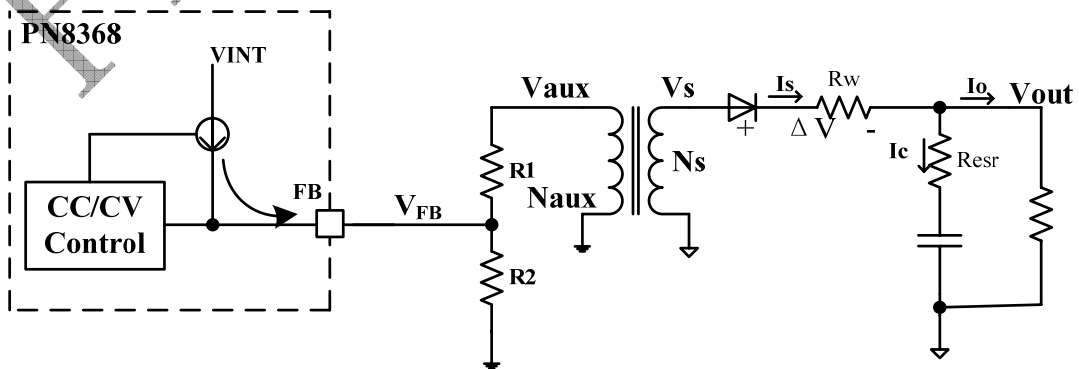 PN8368
VINT
CC/CV
Control
FB
VFB
R1
R2
Vaux
Naux
Vs
Ns
Is
Rw
+ ΔV -
Io
Vout
Ic
Resr